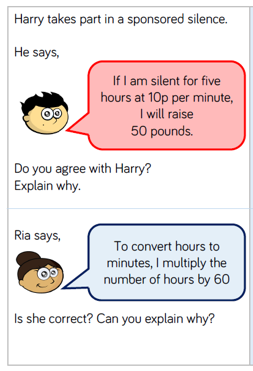 Harry takes part in a sponsored silence.
He says,
If I am silent for five
hours at 10p per minute,
I will raise
50 pounds.
Do you agree with Harry?
Explain why.
Ria says,
To convert hours to
minutes, I multiply the
number of hours by 60
Is she correct? Can you explain why?